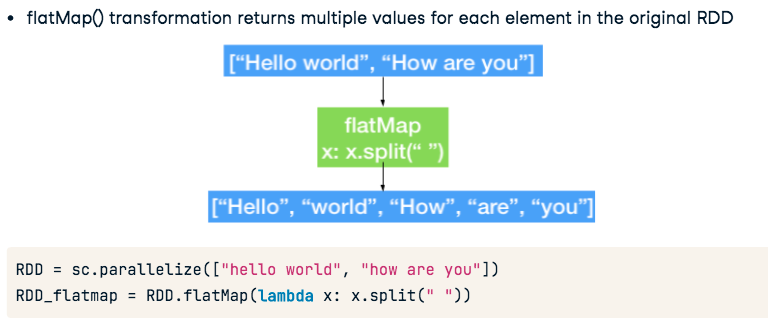 • flatMap() transformation returns multiple values for each element in the original RDD
[“Hello world”, “How are you”]
flatMap
x: x.split(“ ”)
[“Hello”, “world”, “How”, “are”, “you”]
RDD = sc.parallelize(["hello world", "how are you"])
RDD_flatmap = RDD.flatMap(lambda x: x.split(" "))